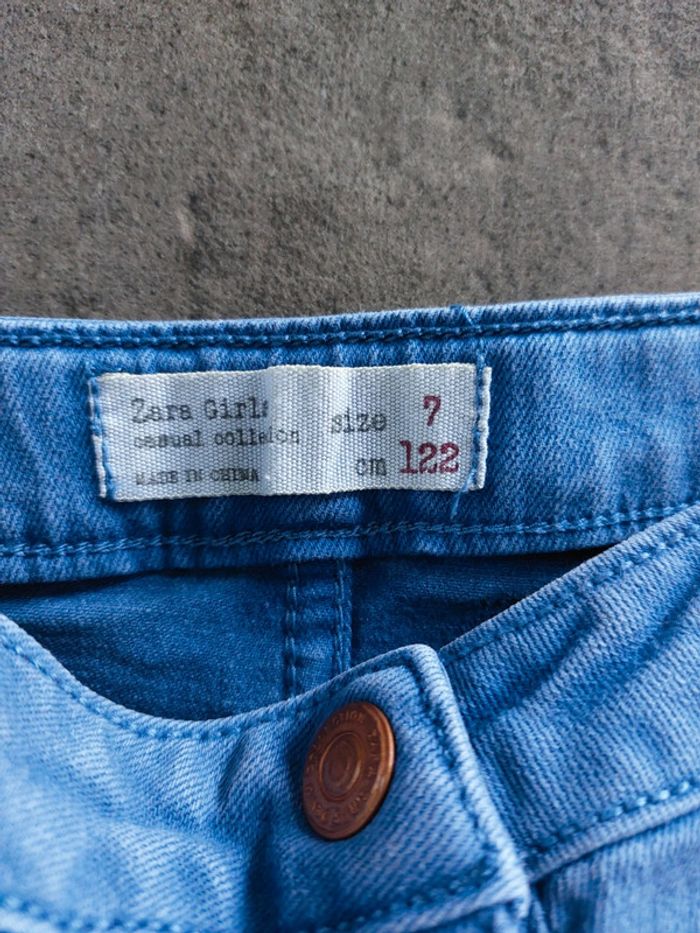 Zara Girls size 7
casual collection cm 122
MADE IN CHINA